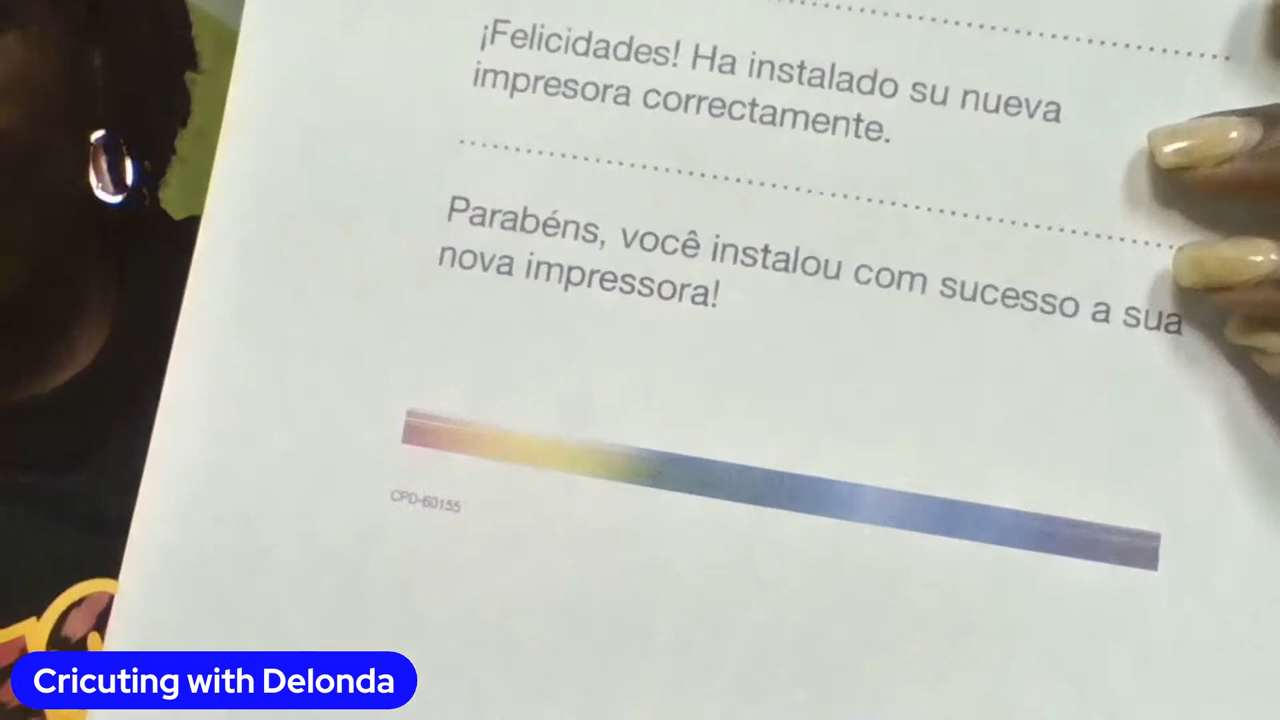 ¡Felicidades! Ha instalado su nueva
impresora correctamente.
Parabéns, você instalou com sucesso a sua
nova impressora!
CPD-60155
Cricuting with Delonda